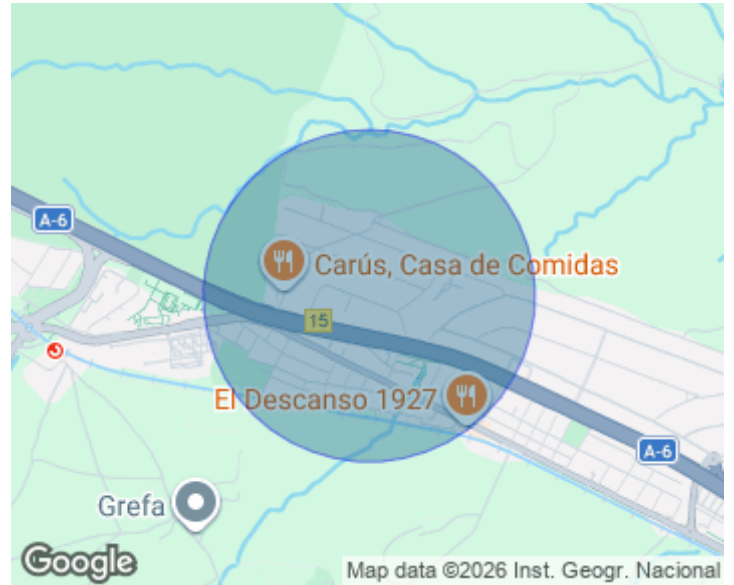 A-6
Carús, Casa de Comidas
15
El Descanso 1927
A-6
Grefa
Google
Map data ©2026 Inst. Geogr. Nacional